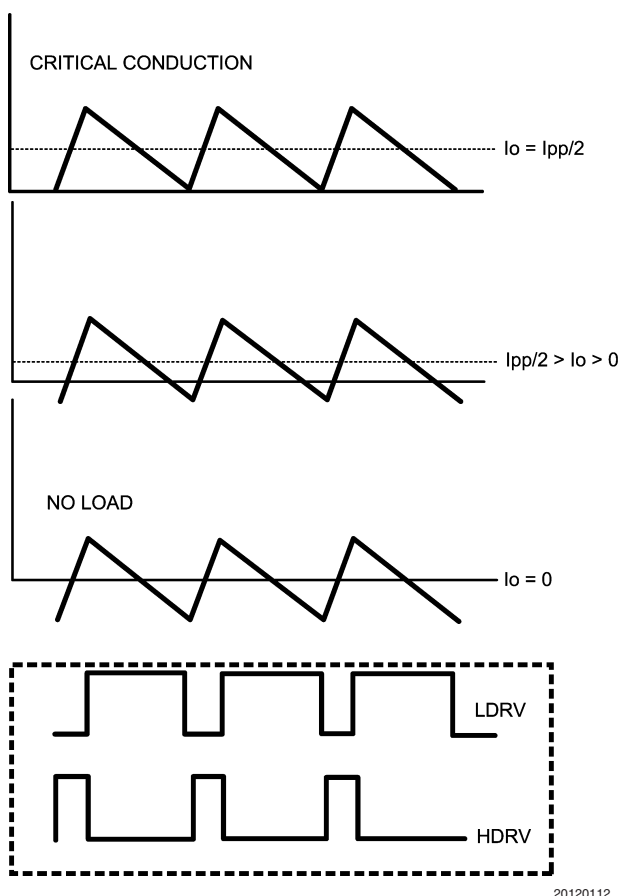 CRITICAL CONDUCTION
Io = Ipp/2
Ipp/2 > Io > 0
NO LOAD
Io = 0
LDRV
HDRV
20120112